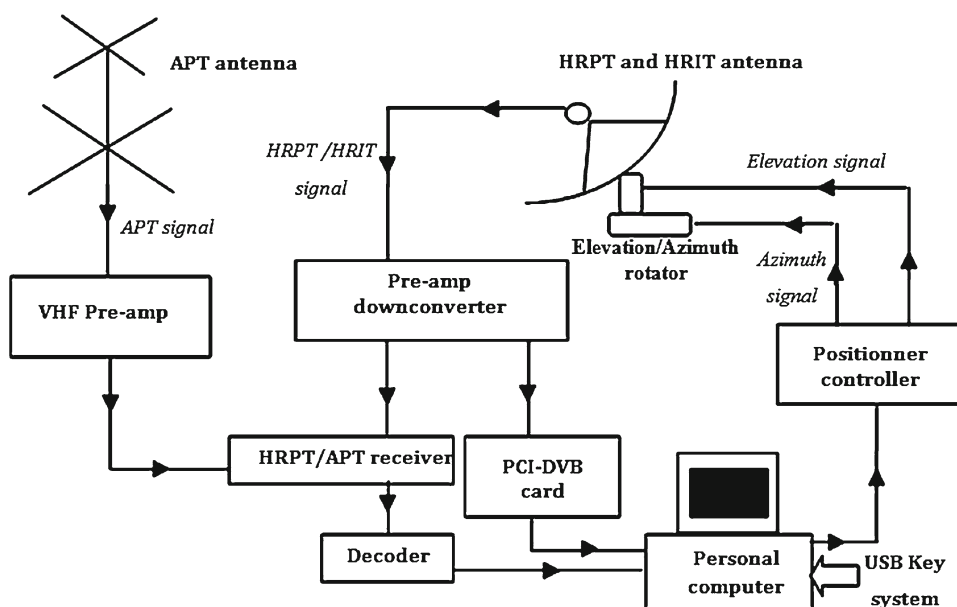 APT antenna
HRPT and HRIT antenna
HRPT /HRIT
signal
Elevation signal
APT signal
Elevation/Azimuth
rotator
Azimuth
signal
VHF Pre-amp
Pre-amp
downconverter
Positionner
controller
HRPT/APT receiver
PCI-DVB
card
Decoder
Personal
computer
USB Key
system